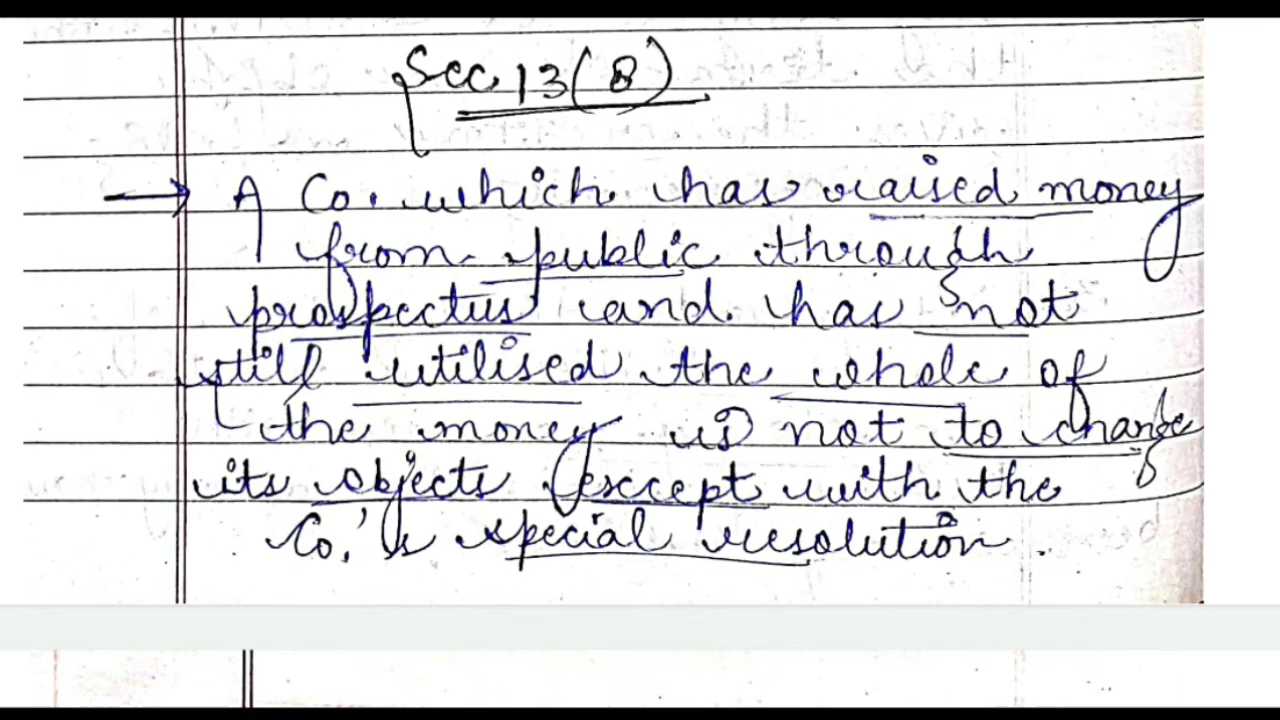 Sec 13(8)
A Co. which has raised money
from public through
prospectus and has not
still utilised the whole of
the money is not to change
its objects except with the
Co.'s special resolution.